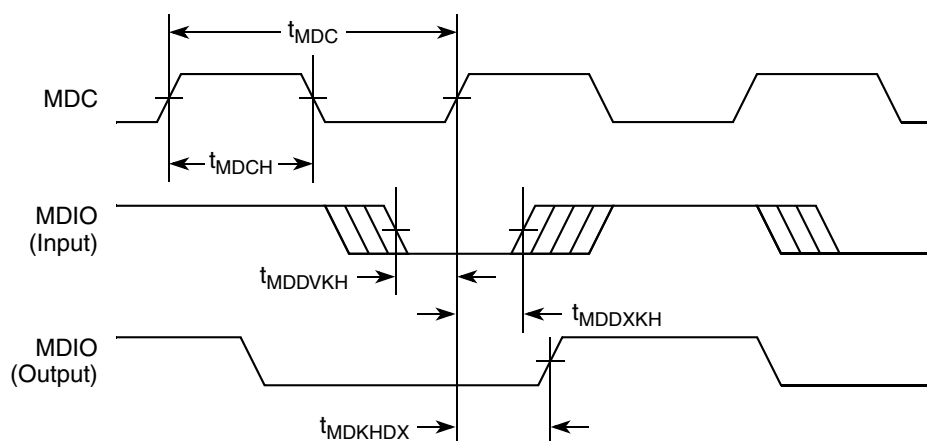 tMDC
MDC
tMDCH
MDIO
(Input)
tMDDVKH
tMDDXKH
MDIO
(Output)
tMDKHDX